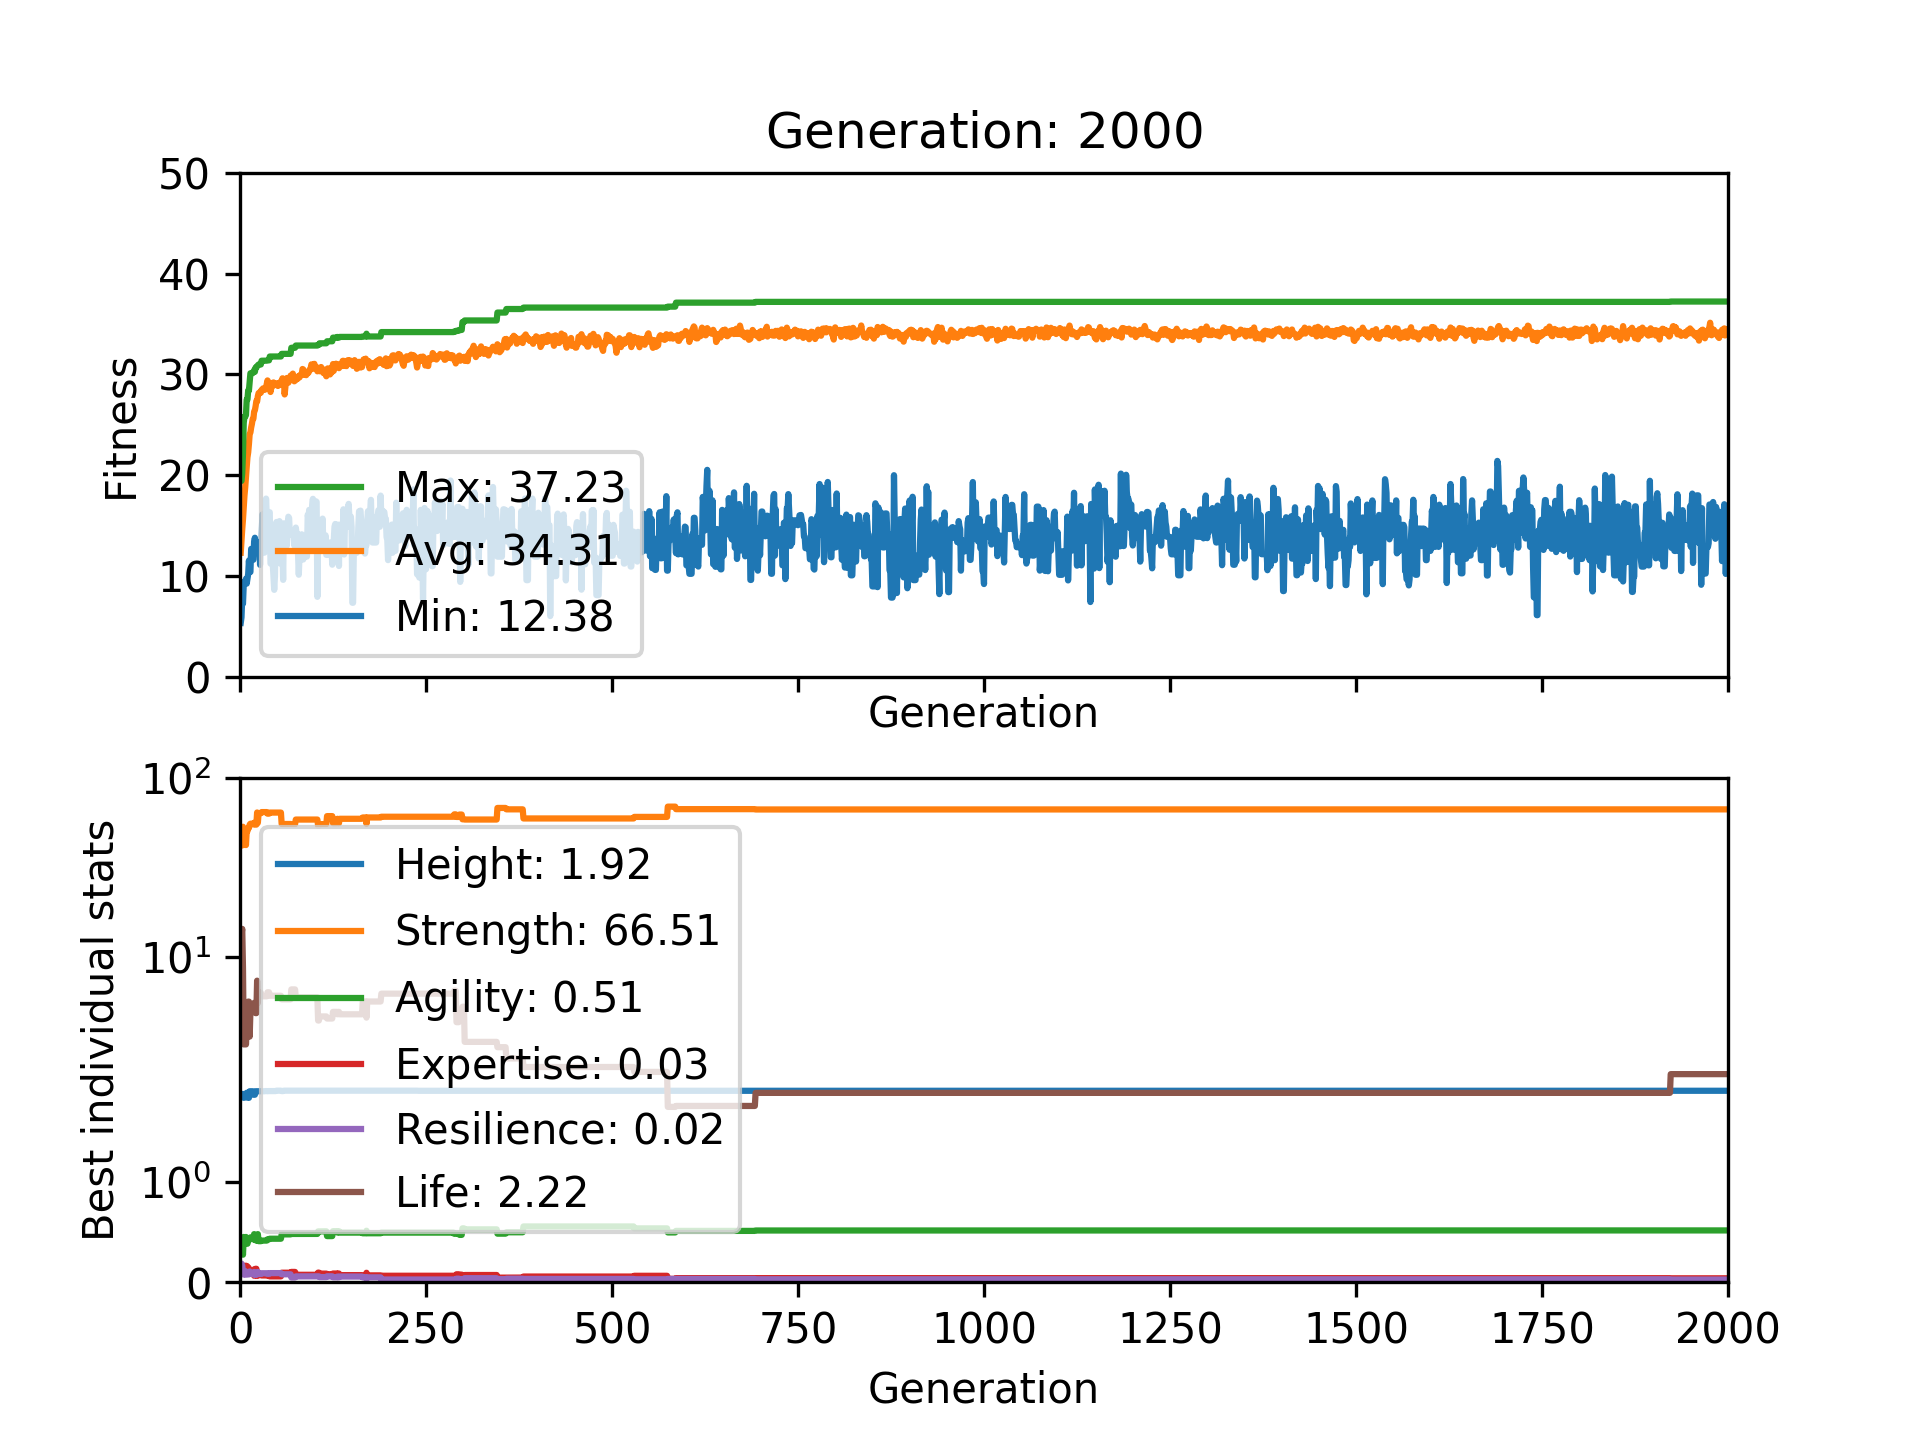 Generation: 2000
50
40
30
20
10
0
Fitness
Max: 37.23
Avg: 34.31
Min: 12.38
Generation
10²
10¹
10⁰
0
Best individual stats
Height: 1.92
Strength: 66.51
Agility: 0.51
Expertise: 0.03
Resilience: 0.02
Life: 2.22
0 250 500 750 1000 1250 1500 1750 2000
Generation